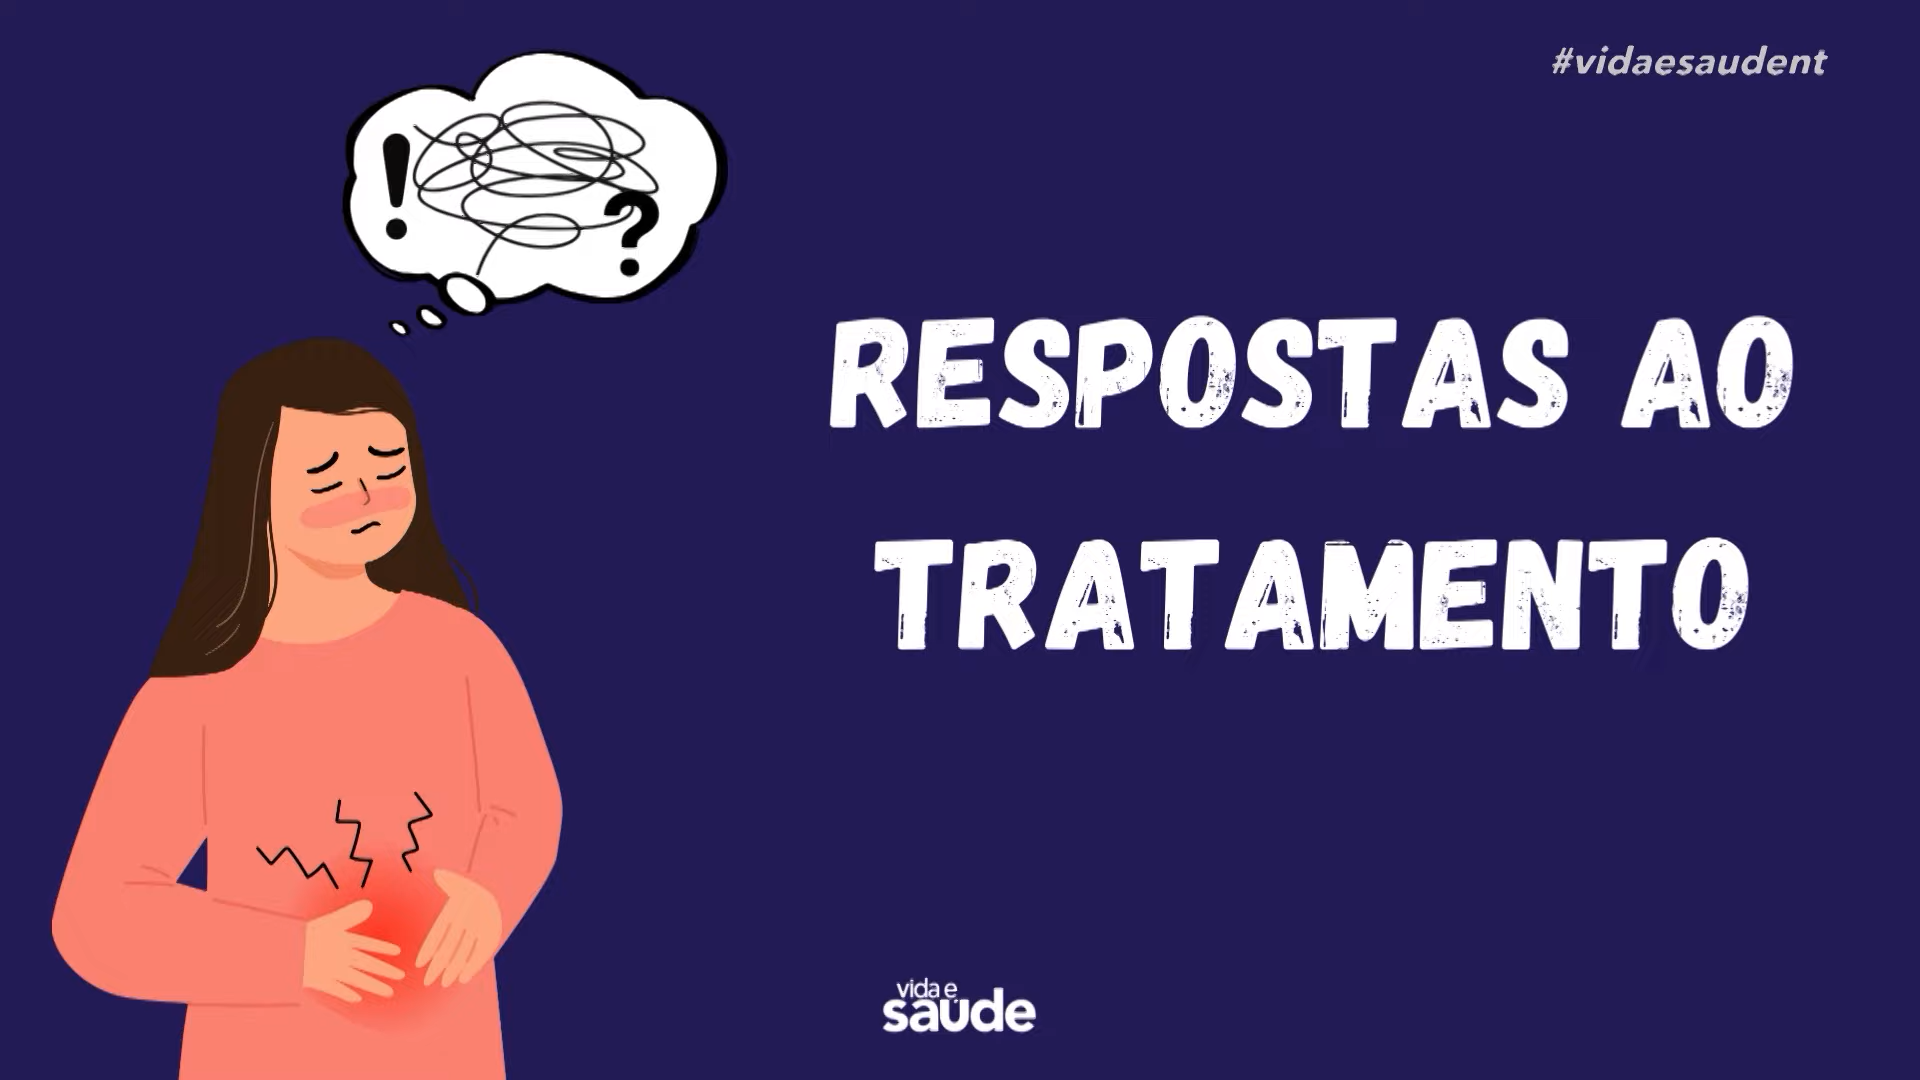 #vidaesaudent
!
?
RESPOSTAS AO
TRATAMENTO
vida e
saúde